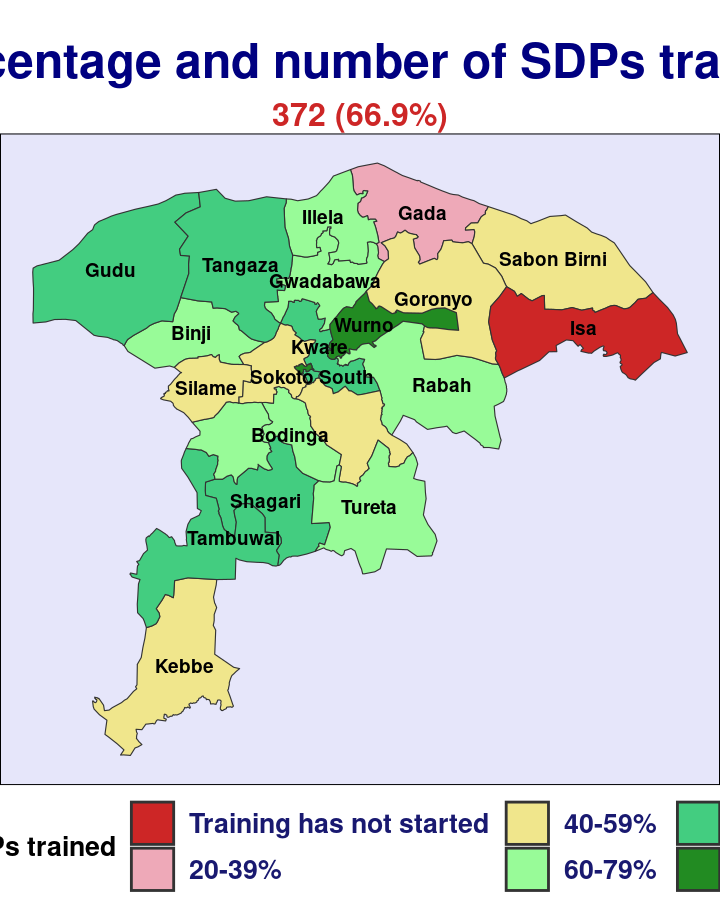 centage and number of SDPs tra
372 (66.9%)
Illela
Gada
Gudu
Tangaza
Sabon Birni
Gwadabawa
Goronyo
Binji
Wurno
Isa
Kware
Silame
Sokoto South
Rabah
Bodinga
Shagari
Tureta
Tambuwal
Kebbe
Ps trained
Training has not started
40-59%
20-39%
60-79%